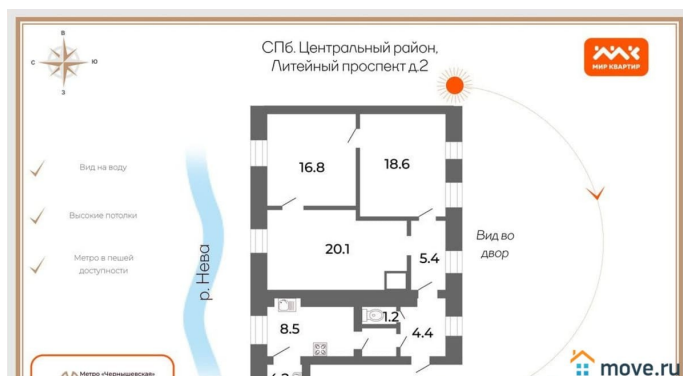 В
С
Ю
З
СПб. Центральный район,
Литейный проспект д.2
МИР КВАРТИР
Вид на воду
Высокие потолки
Метро в пешей
доступности
р. Нева
16.8
18.6
20.1
5.4
Вид во
двор
8.5
1.2
4.4
Метро «Чернышевская»
move.ru